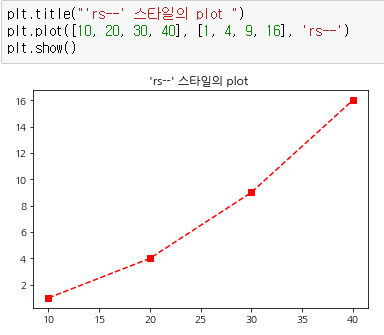 plt.title("'rs--' 스타일의 plot ")
plt.plot([10, 20, 30, 40], [1, 4, 9, 16], 'rs--')
plt.show()
'rs--' 스타일의 plot
16
14
12
10
8
6
4
2
10 15 20 25 30 35 40